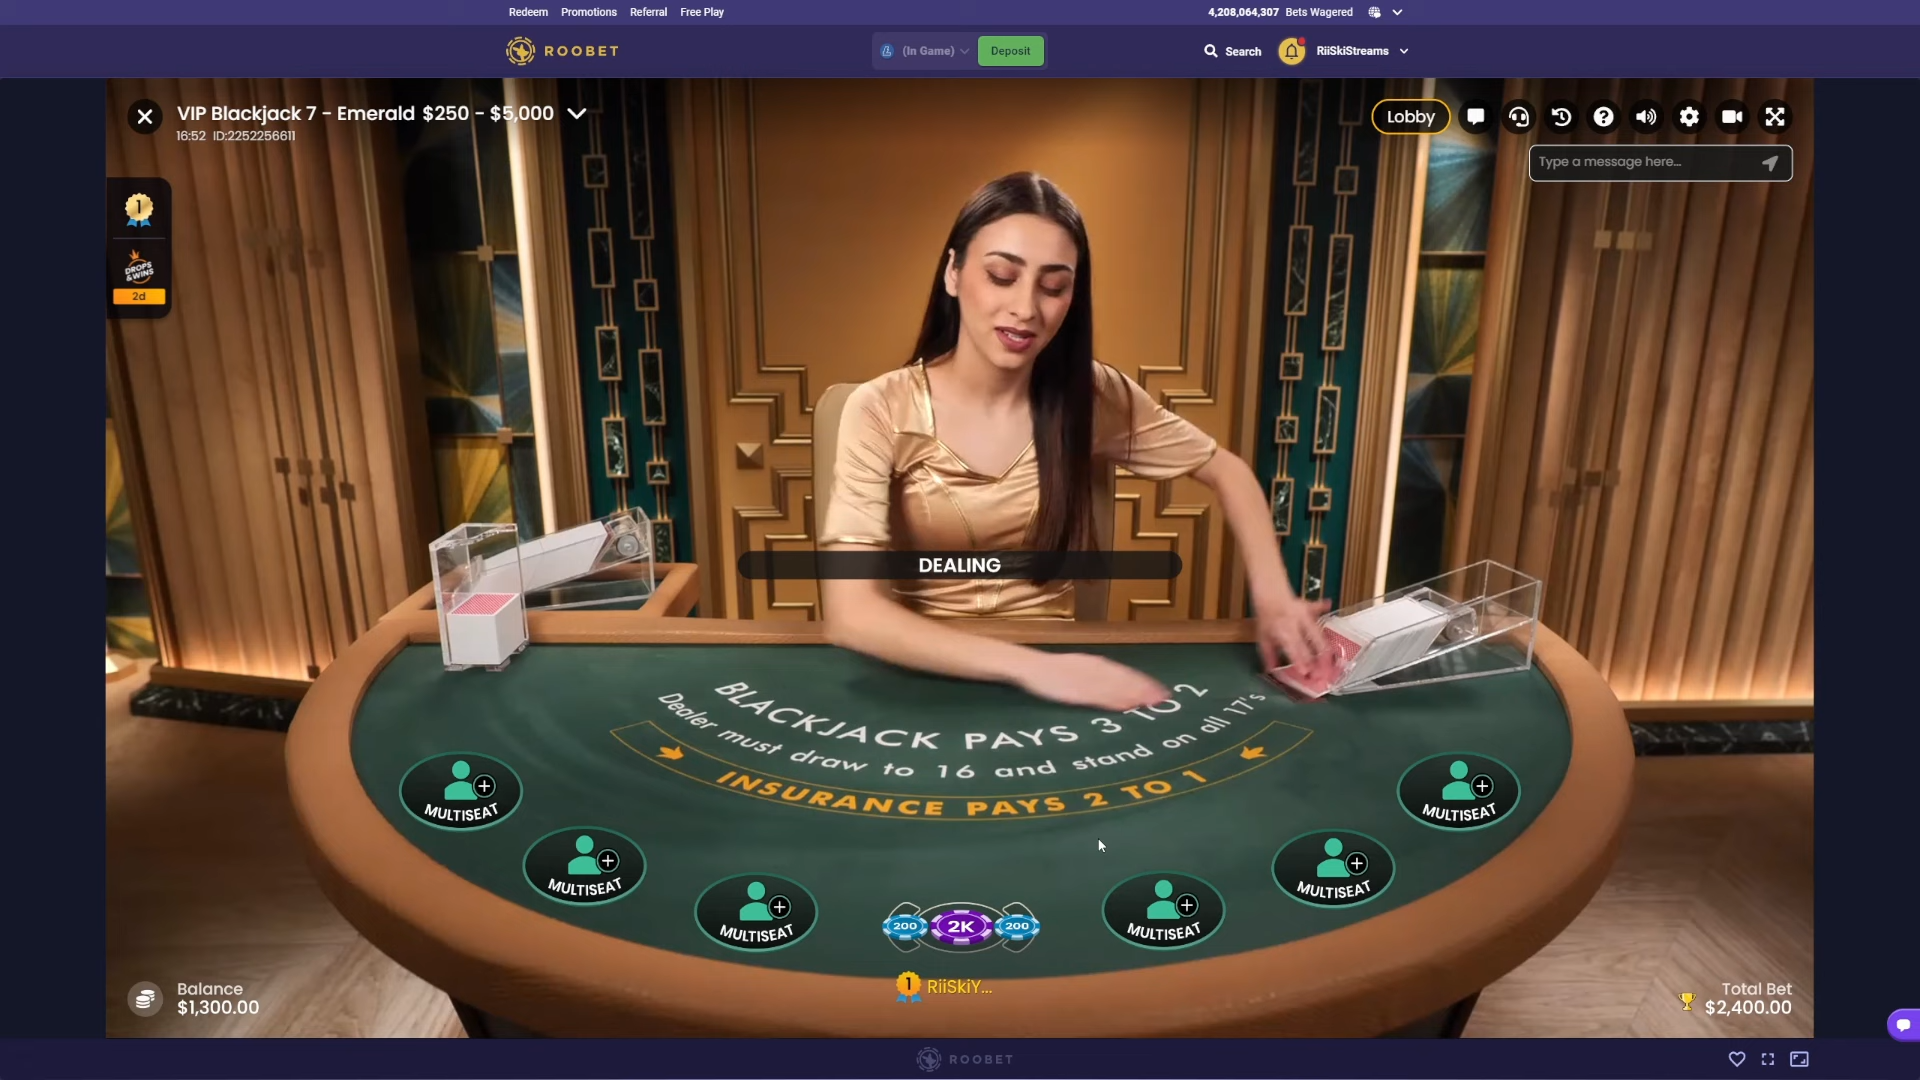 Redeem Promotions Referral Free Play
4,208,064,307 Bets Wagered
ROOBET
(In Game)
Deposit
Search
RiiSkiStreams
VIP Blackjack 7 - Emerald $250 - $5,000
16:52 ID:2252256611
Lobby
Type a message here...
1
DROPS
&WINS
2d
DEALING
BLACKJACK PAYS 3 TO 2
Dealer must draw to 16 and stand on all 17's
INSURANCE PAYS 2 TO 1
MULTISEAT
MULTISEAT
MULTISEAT
200
2K
200
MULTISEAT
MULTISEAT
MULTISEAT
1 RiiSkiY...
Balance
$1,300.00
Total Bet
$2,400.00
ROOBET